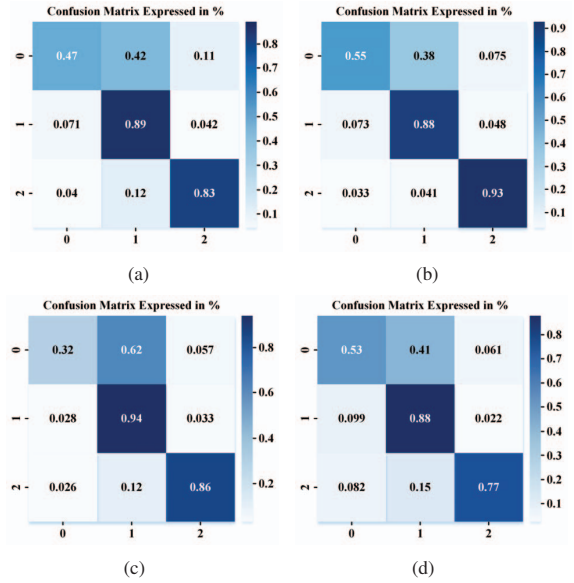 Confusion Matrix Expressed in %
0 0.47 0.42 0.11
1 0.071 0.89 0.042
2 0.04 0.12 0.83
0 1 2
0.8
0.7
0.6
0.5
0.4
0.3
0.2
0.1
(a)
Confusion Matrix Expressed in %
0 0.55 0.38 0.075
1 0.073 0.88 0.048
2 0.033 0.041 0.93
0 1 2
0.9
0.8
0.7
0.6
0.5
0.4
0.3
0.2
0.1
(b)
Confusion Matrix Expressed in %
0 0.32 0.62 0.057
1 0.028 0.94 0.033
2 0.026 0.12 0.86
0 1 2
0.8
0.6
0.4
0.2
(c)
Confusion Matrix Expressed in %
0 0.53 0.41 0.061
1 0.099 0.88 0.022
2 0.082 0.15 0.77
0 1 2
0.8
0.7
0.6
0.5
0.4
0.3
0.2
0.1
(d)